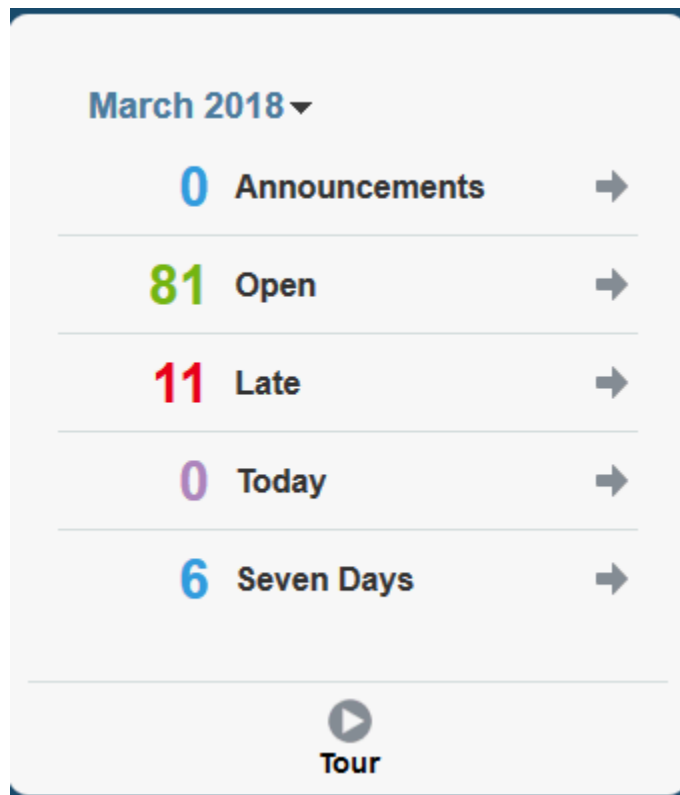 March 2018
0 Announcements
81 Open
11 Late
0 Today
6 Seven Days
Tour